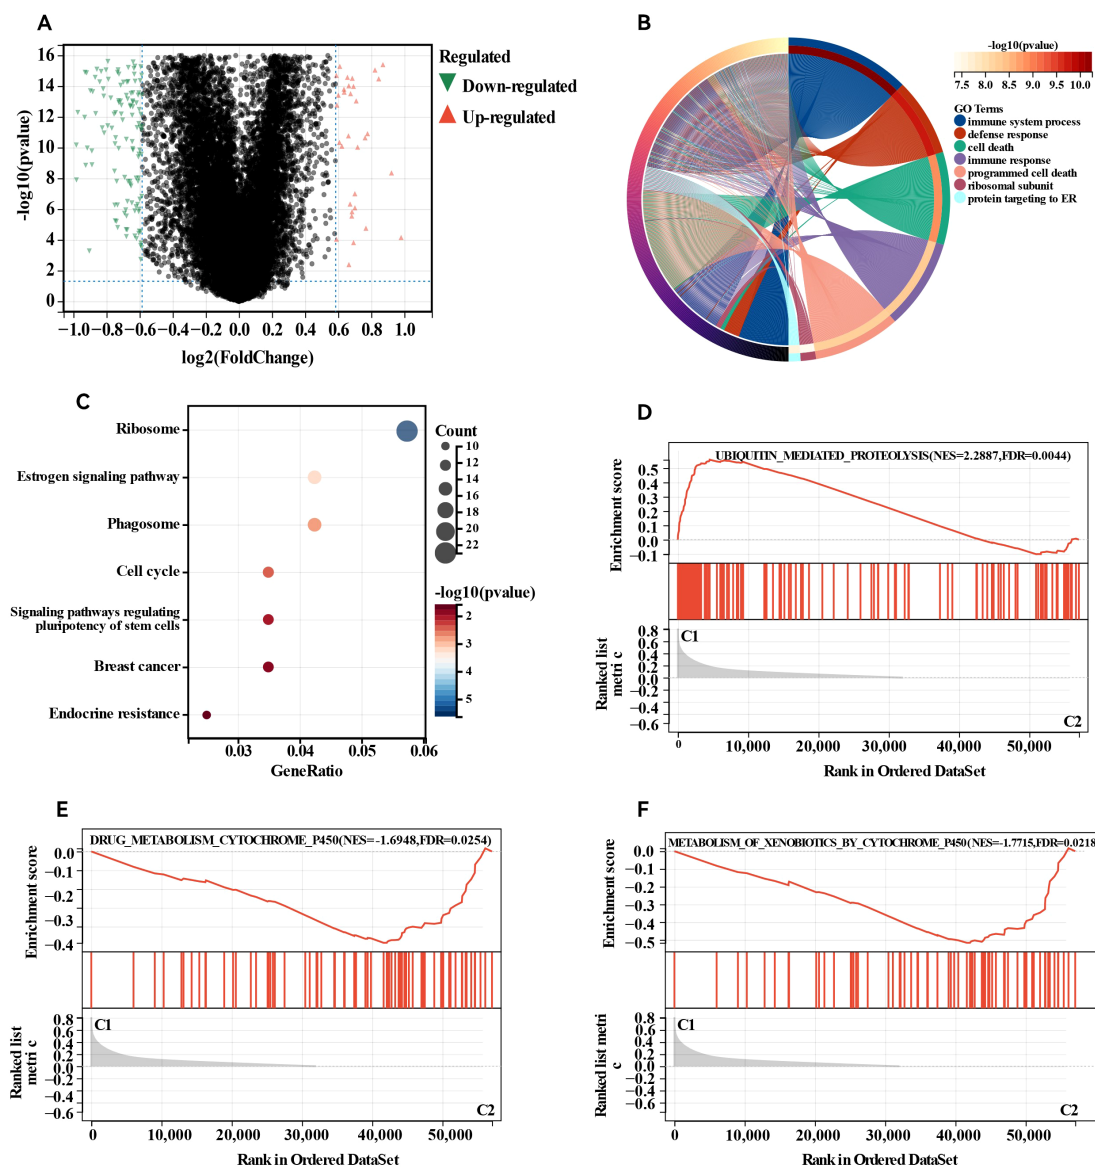 A
16
14
12
10
8
6
4
2
0
-log10(pvalue)
−1.0
−0.8
−0.6
−0.4
−0.2
0.0
0.2
0.4
0.6
0.8
1.0
log2(FoldChange)
Regulated
Down-regulated
Up-regulated
B
-log10(pvalue)
7.5 8.0 8.5 9.0 9.5 10.0
GO Terms
immune system process
defense response
cell death
immune response
programmed cell death
ribosomal subunit
protein targeting to ER
C
Ribosome
Estrogen signaling pathway
Phagosome
Cell cycle
Signaling pathways regulating
pluripotency of stem cells
Breast cancer
Endocrine resistance
0.03 0.04 0.05 0.06
GeneRatio
Count
10
12
14
16
18
20
22
-log10(pvalue)
2
3
4
5
D
UBIQUITIN_MEDIATED_PROTEOLYSIS(NES=2.2887,FDR=0.0044)
Enrichment score
0.5
0.4
0.3
0.2
0.1
0.0
−0.1
Ranked list
metri c
0.8
0.6
0.4
0.2
0.0
−0.2
−0.4
−0.6
C1
C2
0 10,000 20,000 30,000 40,000 50,000
Rank in Ordered DataSet
E
DRUG_METABOLISM_CYTOCHROME_P450(NES=-1.6948,FDR=0.0254)
Enrichment score
0.0
−0.1
−0.2
−0.3
−0.4
Ranked list
metri c
0.8
0.6
0.4
0.2
0.0
−0.2
−0.4
−0.6
C1
C2
0 10,000 20,000 30,000 40,000 50,000
Rank in Ordered DataSet
F
METABOLISM_OF_XENOBIOTICS_BY_CYTOCHROME_P450(NES=-1.7715,FDR=0.0218
Enrichment score
0.0
−0.1
−0.2
−0.3
−0.4
−0.5
Ranked list metri
c
0.8
0.6
0.4
0.2
0.0
−0.2
−0.4
−0.6
C1
C2
0 10,000 20,000 30,000 40,000 50,000
Rank in Ordered DataSet